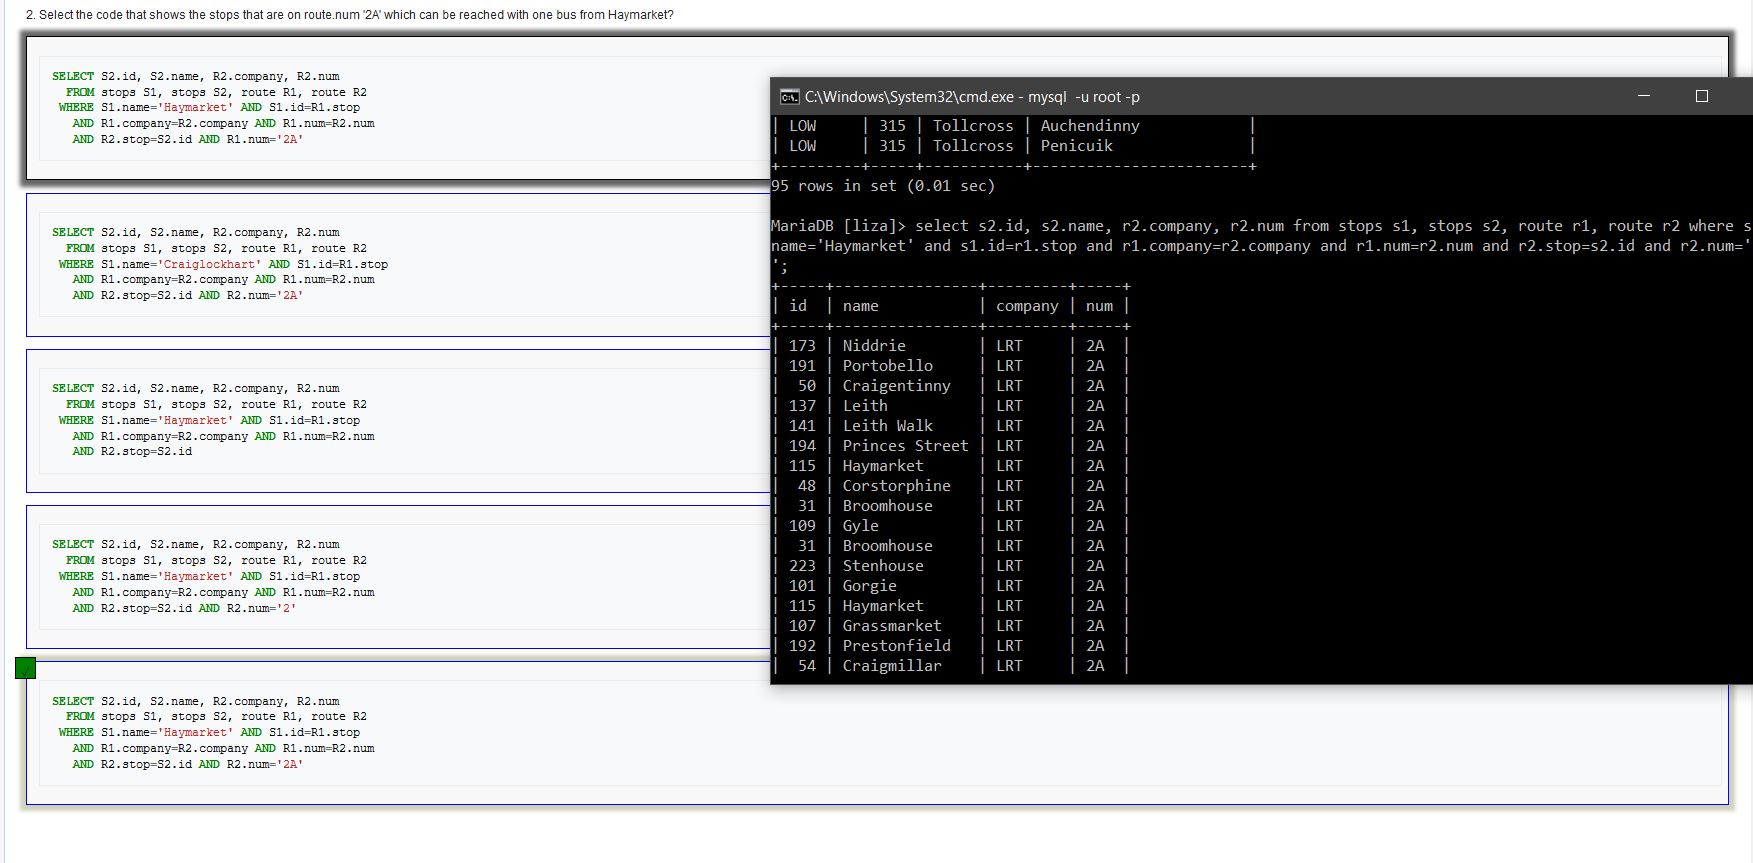 2. Select the code that shows the stops that are on route.num '2A' which can be reached with one bus from Haymarket?
SELECT S2.id, S2.name, R2.company, R2.num
FROM stops S1, stops S2, route R1, route R2
WHERE S1.name='Haymarket' AND S1.id=R1.stop
AND R1.company=R2.company AND R1.num=R2.num
AND R2.stop=S2.id AND R1.num='2A'
SELECT S2.id, S2.name, R2.company, R2.num
FROM stops S1, stops S2, route R1, route R2
WHERE S1.name='Craiglockhart' AND S1.id=R1.stop
AND R1.company=R2.company AND R1.num=R2.num
AND R2.stop=S2.id AND R2.num='2A'
SELECT S2.id, S2.name, R2.company, R2.num
FROM stops S1, stops S2, route R1, route R2
WHERE S1.name='Haymarket' AND S1.id=R1.stop
AND R1.company=R2.company AND R1.num=R2.num
AND R2.stop=S2.id
SELECT S2.id, S2.name, R2.company, R2.num
FROM stops S1, stops S2, route R1, route R2
WHERE S1.name='Haymarket' AND S1.id=R1.stop
AND R1.company=R2.company AND R1.num=R2.num
AND R2.stop=S2.id AND R2.num='2'
SELECT S2.id, S2.name, R2.company, R2.num
FROM stops S1, stops S2, route R1, route R2
WHERE S1.name='Haymarket' AND S1.id=R1.stop
AND R1.company=R2.company AND R1.num=R2.num
AND R2.stop=S2.id AND R2.num='2A'
C:\Windows\System32\cmd.exe - mysql -u root -p
| LOW | 315 | Tollcross | Auchendinny |
| LOW | 315 | Tollcross | Penicuik |
+---------+-----+-----------+------------------------+
95 rows in set (0.01 sec)
MariaDB [liza]> select s2.id, s2.name, r2.company, r2.num from stops s1, stops s2, route r1, route r2 where s
name='Haymarket' and s1.id=r1.stop and r1.company=r2.company and r1.num=r2.num and r2.stop=s2.id and r2.num='
';
+-----+----------------+---------+-----+
| id | name | company | num |
+-----+----------------+---------+-----+
| 173 | Niddrie | LRT | 2A |
| 191 | Portobello | LRT | 2A |
| 50 | Craigentinny | LRT | 2A |
| 137 | Leith | LRT | 2A |
| 141 | Leith Walk | LRT | 2A |
| 194 | Princes Street | LRT | 2A |
| 115 | Haymarket | LRT | 2A |
| 48 | Corstorphine | LRT | 2A |
| 31 | Broomhouse | LRT | 2A |
| 109 | Gyle | LRT | 2A |
| 31 | Broomhouse | LRT | 2A |
| 223 | Stenhouse | LRT | 2A |
| 101 | Gorgie | LRT | 2A |
| 115 | Haymarket | LRT | 2A |
| 107 | Grassmarket | LRT | 2A |
| 192 | Prestonfield | LRT | 2A |
| 54 | Craigmillar | LRT | 2A |